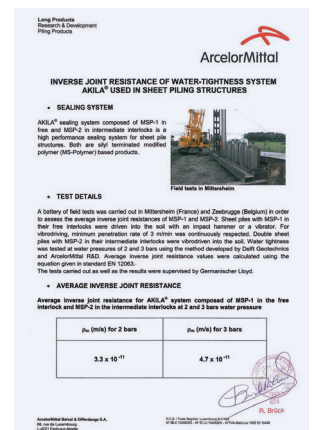 Long Products
Research & Development
Piling Products
ArcelorMittal
INVERSE JOINT RESISTANCE OF WATER-TIGHTNESS SYSTEM
AKILA® USED IN SHEET PILING STRUCTURES
• SEALING SYSTEM
AKILA® sealing system composed of MSP-1 in
free and MSP-2 in intermediate interlocks is a
high performance sealing system for sheet pile
structures. Both are silyl terminated modified
polymer (MS-Polymer) based products.
Field tests in Mittersheim
• TEST DETAILS
A battery of field tests was carried out in Mittersheim (France) and Zeebrugge (Belgium) in order
to assess the average inverse joint resistances of MSP-1 and MSP-2. Sheet piles with MSP-1 in
their free interlocks were driven into the soil with an impact hammer or a vibrator. For
vibrodriving, minimum penetration rate of 3 m/min was continuously respected. Double sheet
piles with MSP-2 in their intermediate interlocks were vibrodriven into the soil. Water tightness
was tested at water pressures of 2 and 3 bars using the method developed by Delft Geotechnics
and ArcelorMittal R&D. Average inverse joint resistance values were calculated using the
equation given in standard EN 12063.
The tests carried out as well as the results were supervised by Germanischer Lloyd.
• AVERAGE INVERSE JOINT RESISTANCE
Average inverse joint resistance for AKILA® system composed of MSP-1 in the free
interlock and MSP-2 in the intermediate interlocks at 2 and 3 bars water pressure
ρm (m/s) for 2 bars
ρm (m/s) for 3 bars
3.3 x 10 -11
4.7 x 10 -11
R. Brück
ArcelorMittal Belval & Differdange S.A.
66, rue de Luxembourg
L-4221 Esch-sur-Alzette